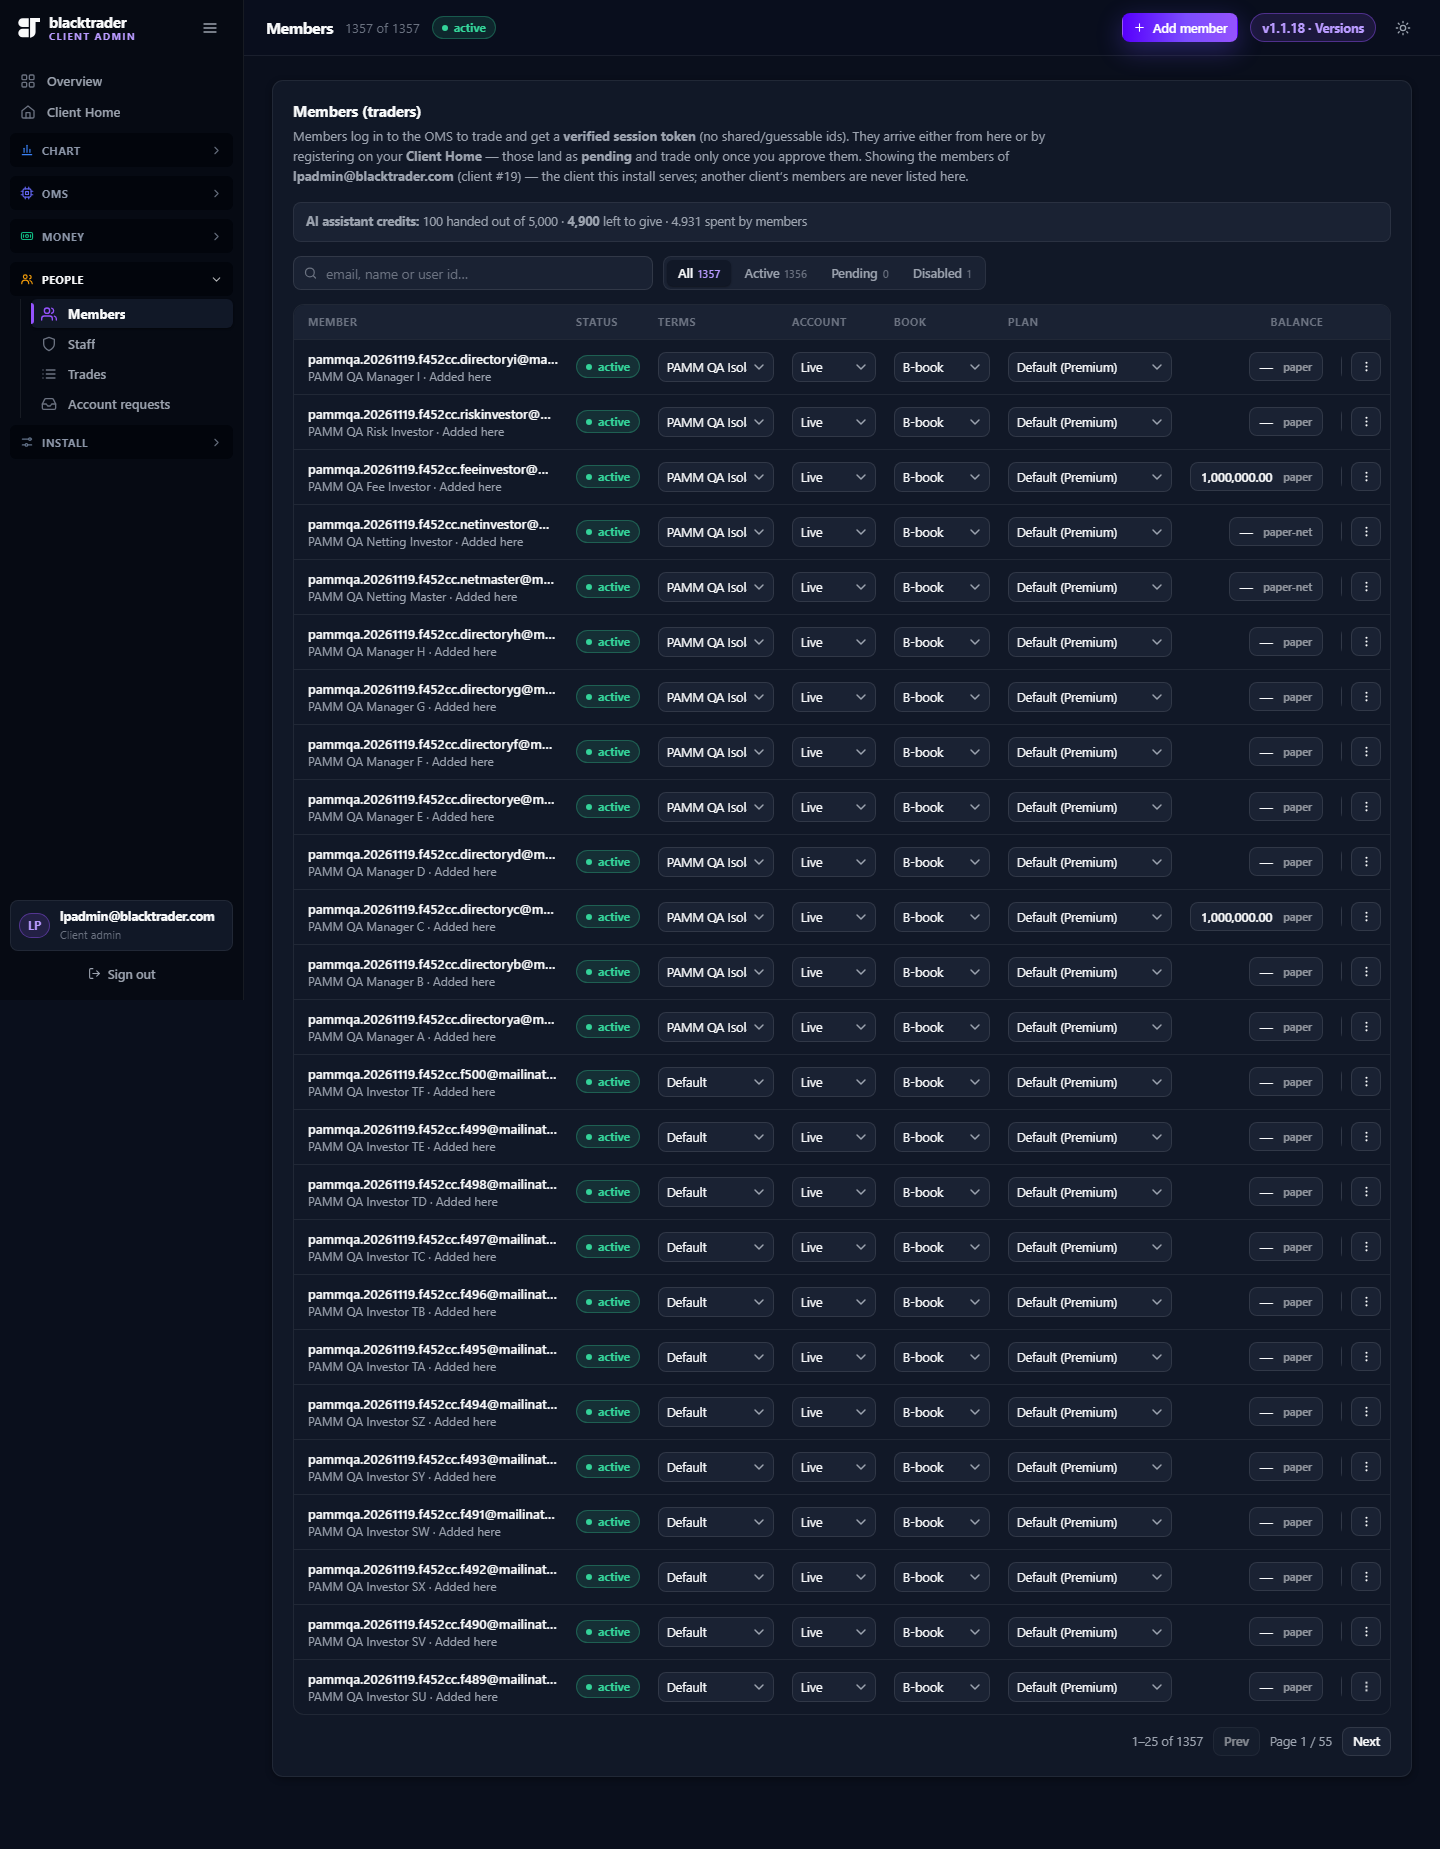 blacktrader
CLIENT ADMIN
Members 1357 of 1357 active
+ Add member
v1.1.18 · Versions
Overview
Client Home
CHART
OMS
MONEY
PEOPLE
Members
Staff
Trades
Account requests
INSTALL
LP
lpadmin@blacktrader.com
Client admin
Sign out
Members (traders)
Members log in to the OMS to trade and get a verified session token (no shared/guessable ids). They arrive either from here or by
registering on your Client Home — those land as pending and trade only once you approve them. Showing the members of
lpadmin@blacktrader.com (client #19) — the client this install serves; another client's members are never listed here.
AI assistant credits: 100 handed out of 5,000 · 4,900 left to give · 4.931 spent by members
email, name or user id...
All 1357 Active 1356 Pending 0 Disabled 1
MEMBER STATUS TERMS ACCOUNT BOOK PLAN BALANCE
pammqa.20261119.f452cc.directoryi@ma... active PAMM QA Isol Live B-book Default (Premium) — paper
PAMM QA Manager I · Added here
pammqa.20261119.f452cc.riskinvestor@... active PAMM QA Isol Live B-book Default (Premium) — paper
PAMM QA Risk Investor · Added here
pammqa.20261119.f452cc.feeinvestor@... active PAMM QA Isol Live B-book Default (Premium) 1,000,000.00 paper
PAMM QA Fee Investor · Added here
pammqa.20261119.f452cc.netinvestor@... active PAMM QA Isol Live B-book Default (Premium) — paper-net
PAMM QA Netting Investor · Added here
pammqa.20261119.f452cc.netmaster@m... active PAMM QA Isol Live B-book Default (Premium) — paper-net
PAMM QA Netting Master · Added here
pammqa.20261119.f452cc.directoryh@m... active PAMM QA Isol Live B-book Default (Premium) — paper
PAMM QA Manager H · Added here
pammqa.20261119.f452cc.directoryg@m... active PAMM QA Isol Live B-book Default (Premium) — paper
PAMM QA Manager G · Added here
pammqa.20261119.f452cc.directoryf@m... active PAMM QA Isol Live B-book Default (Premium) — paper
PAMM QA Manager F · Added here
pammqa.20261119.f452cc.directorye@m... active PAMM QA Isol Live B-book Default (Premium) — paper
PAMM QA Manager E · Added here
pammqa.20261119.f452cc.directoryd@m... active PAMM QA Isol Live B-book Default (Premium) — paper
PAMM QA Manager D · Added here
pammqa.20261119.f452cc.directoryc@m... active PAMM QA Isol Live B-book Default (Premium) 1,000,000.00 paper
PAMM QA Manager C · Added here
pammqa.20261119.f452cc.directoryb@m... active PAMM QA Isol Live B-book Default (Premium) — paper
PAMM QA Manager B · Added here
pammqa.20261119.f452cc.directorya@m... active PAMM QA Isol Live B-book Default (Premium) — paper
PAMM QA Manager A · Added here
pammqa.20261119.f452cc.f500@mailinat... active Default Live B-book Default (Premium) — paper
PAMM QA Investor TF · Added here
pammqa.20261119.f452cc.f499@mailinat... active Default Live B-book Default (Premium) — paper
PAMM QA Investor TE · Added here
pammqa.20261119.f452cc.f498@mailinat... active Default Live B-book Default (Premium) — paper
PAMM QA Investor TD · Added here
pammqa.20261119.f452cc.f497@mailinat... active Default Live B-book Default (Premium) — paper
PAMM QA Investor TC · Added here
pammqa.20261119.f452cc.f496@mailinat... active Default Live B-book Default (Premium) — paper
PAMM QA Investor TB · Added here
pammqa.20261119.f452cc.f495@mailinat... active Default Live B-book Default (Premium) — paper
PAMM QA Investor TA · Added here
pammqa.20261119.f452cc.f494@mailinat... active Default Live B-book Default (Premium) — paper
PAMM QA Investor SZ · Added here
pammqa.20261119.f452cc.f493@mailinat... active Default Live B-book Default (Premium) — paper
PAMM QA Investor SY · Added here
pammqa.20261119.f452cc.f491@mailinat... active Default Live B-book Default (Premium) — paper
PAMM QA Investor SW · Added here
pammqa.20261119.f452cc.f492@mailinat... active Default Live B-book Default (Premium) — paper
PAMM QA Investor SX · Added here
pammqa.20261119.f452cc.f490@mailinat... active Default Live B-book Default (Premium) — paper
PAMM QA Investor SV · Added here
pammqa.20261119.f452cc.f489@mailinat... active Default Live B-book Default (Premium) — paper
PAMM QA Investor SU · Added here
1–25 of 1357 Prev Page 1 / 55 Next